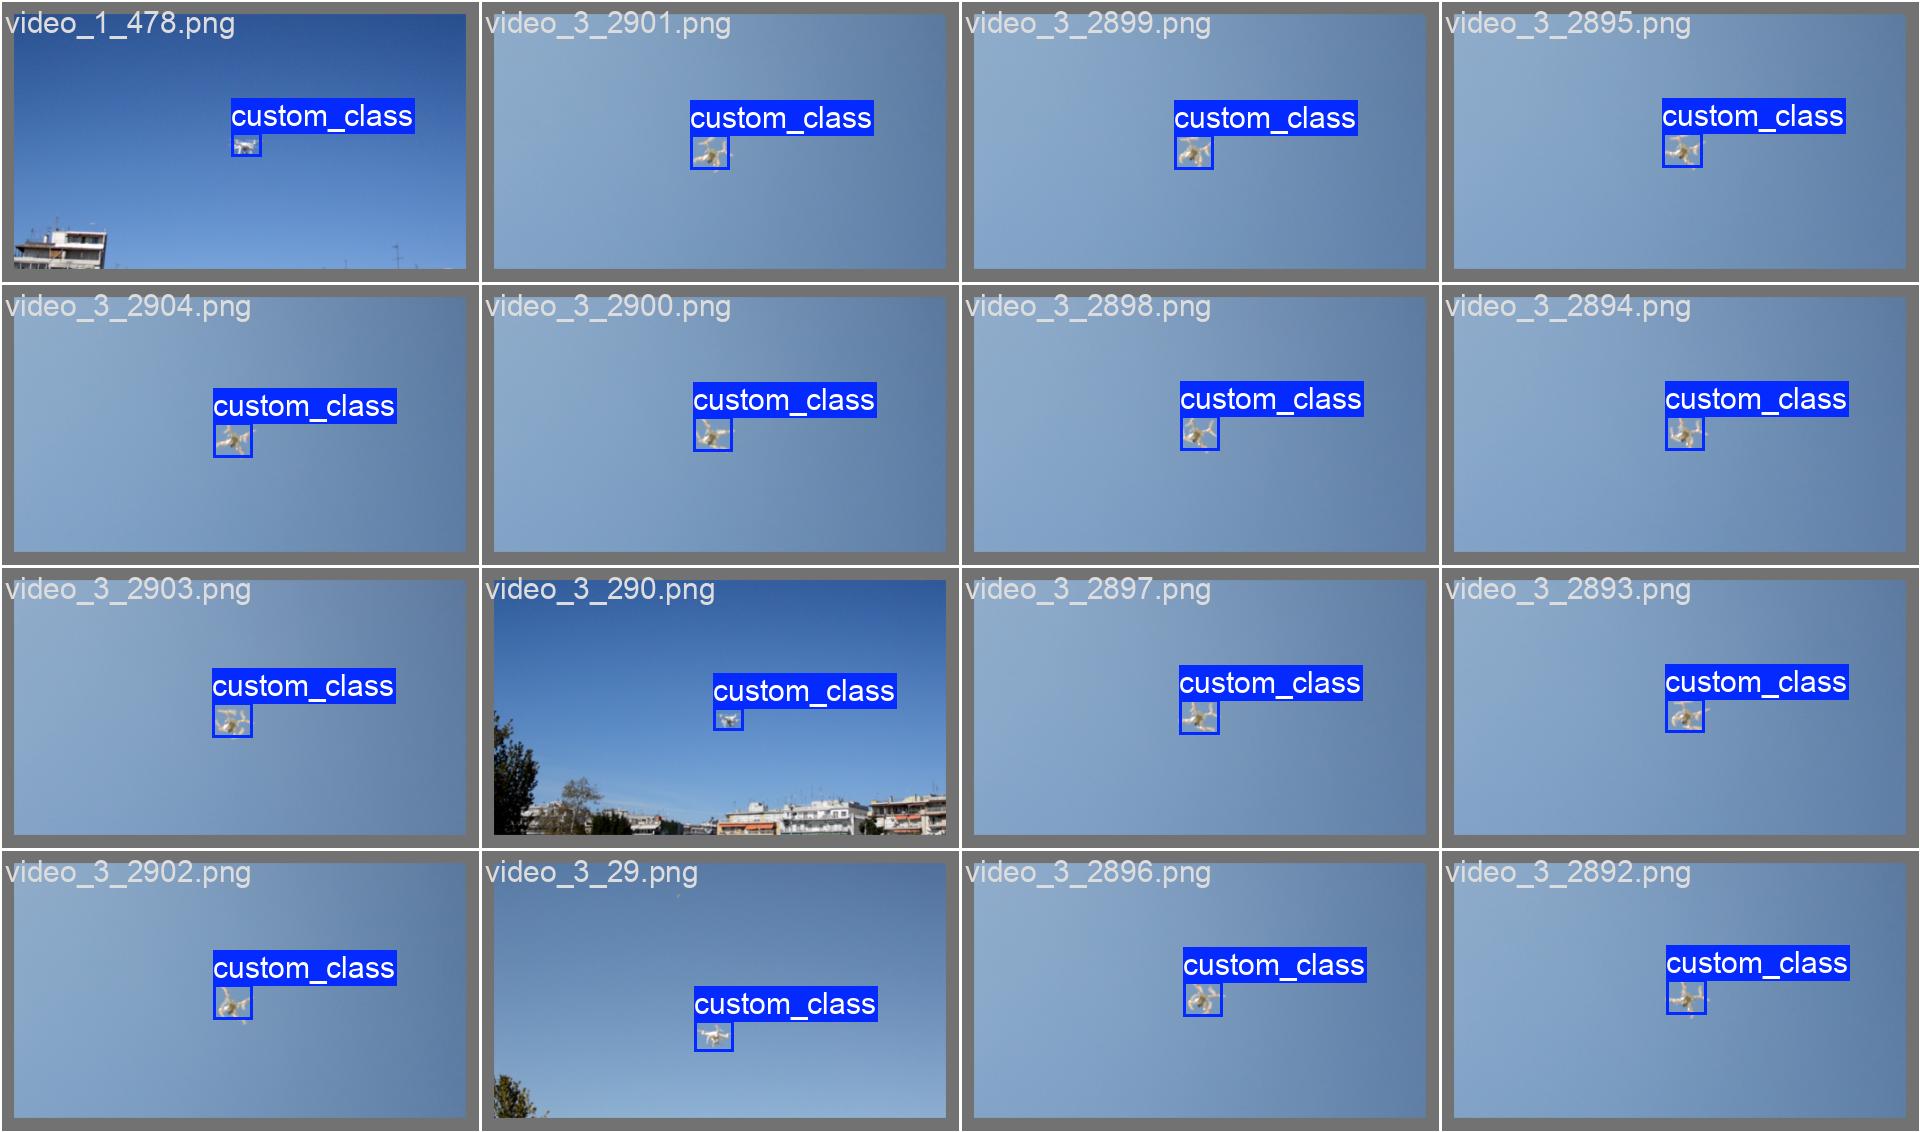 video_1_478.png
custom_class
video_3_2901.png
custom_class
video_3_2899.png
custom_class
video_3_2895.png
custom_class
video_3_2904.png
custom_class
video_3_2900.png
custom_class
video_3_2898.png
custom_class
video_3_2894.png
custom_class
video_3_2903.png
custom_class
video_3_290.png
custom_class
video_3_2897.png
custom_class
video_3_2893.png
custom_class
video_3_2902.png
custom_class
video_3_29.png
custom_class
video_3_2896.png
custom_class
video_3_2892.png
custom_class